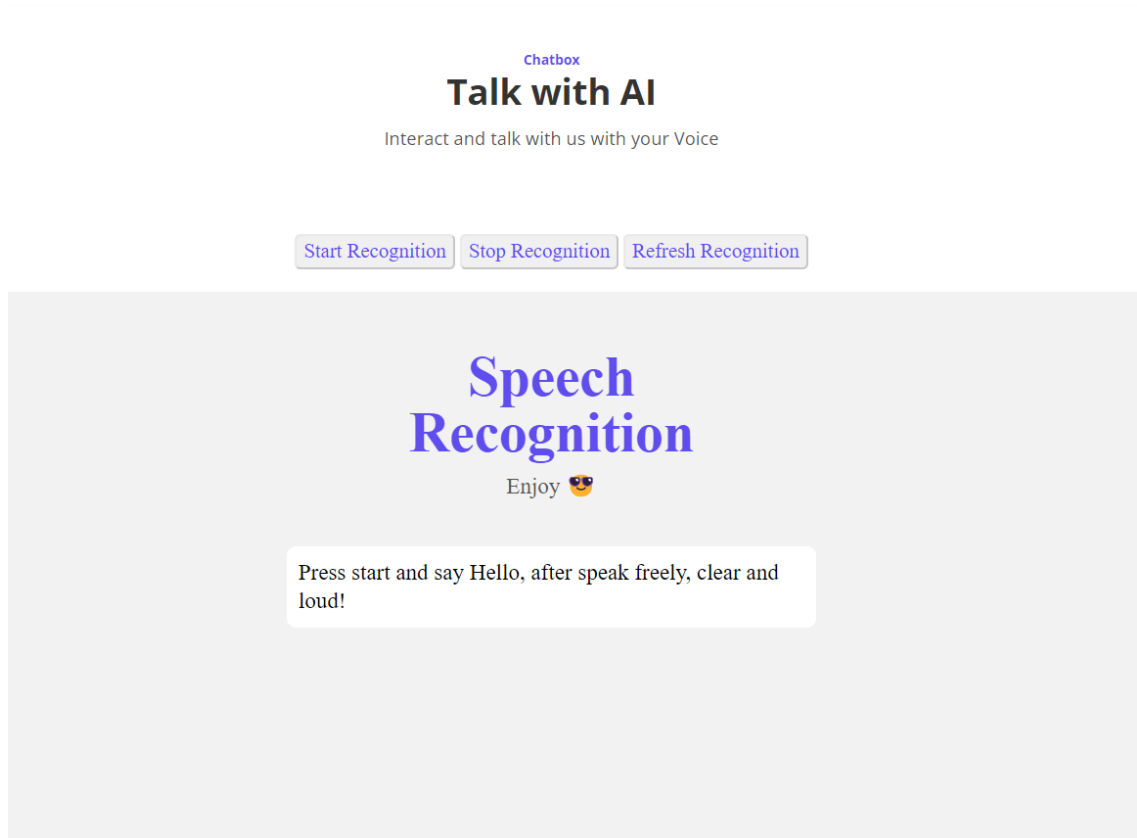 Chatbox
Talk with AI
Interact and talk with us with your Voice
Start Recognition Stop Recognition Refresh Recognition
Speech
Recognition
Enjoy 😎
Press start and say Hello, after speak freely, clear and
loud!